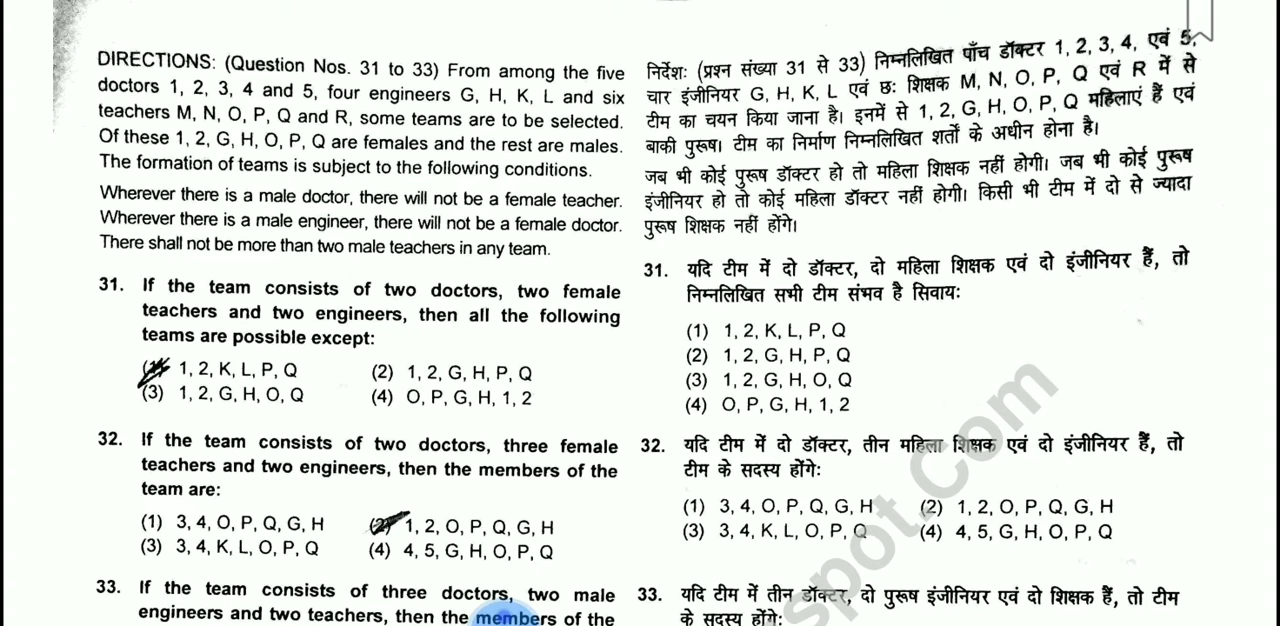 DIRECTIONS: (Question Nos. 31 to 33) From among the five
doctors 1, 2, 3, 4 and 5, four engineers G, H, K, L and six
teachers M, N, O, P, Q and R, some teams are to be selected.
Of these 1, 2, G, H, O, P, Q are females and the rest are males.
The formation of teams is subject to the following conditions.
Wherever there is a male doctor, there will not be a female teacher.
Wherever there is a male engineer, there will not be a female doctor.
There shall not be more than two male teachers in any team.
31. If the team consists of two doctors, two female
teachers and two engineers, then all the following
teams are possible except:
(1) 1, 2, K, L, P, Q (2) 1, 2, G, H, P, Q
(3) 1, 2, G, H, O, Q (4) O, P, G, H, 1, 2
32. If the team consists of two doctors, three female
teachers and two engineers, then the members of the
team are:
(1) 3, 4, O, P, Q, G, H (2) 1, 2, O, P, Q, G, H
(3) 3, 4, K, L, O, P, Q (4) 4, 5, G, H, O, P, Q
33. If the team consists of three doctors, two male
engineers and two teachers, then the members of the
निर्देशः (प्रश्न संख्या 31 से 33) निम्नलिखित पाँच डॉक्टर 1, 2, 3, 4, एवं 5,
चार इंजीनियर G, H, K, L एवं छः शिक्षक M, N, O, P, Q एवं R में से
टीम का चयन किया जाना है। इनमें से 1, 2, G, H, O, P, Q महिलाएं हैं एवं
बाकी पुरूष। टीम का निर्माण निम्नलिखित शर्तों के अधीन होना है।
जब भी कोई पुरूष डॉक्टर हो तो महिला शिक्षक नहीं होगी। जब भी कोई पुरूष
इंजीनियर हो तो कोई महिला डॉक्टर नहीं होगी। किसी भी टीम में दो से ज्यादा
पुरूष शिक्षक नहीं होंगे।
31. यदि टीम में दो डॉक्टर, दो महिला शिक्षक एवं दो इंजीनियर हैं, तो
निम्नलिखित सभी टीम संभव है सिवायः
(1) 1, 2, K, L, P, Q
(2) 1, 2, G, H, P, Q
(3) 1, 2, G, H, O, Q
(4) O, P, G, H, 1, 2
32. यदि टीम में दो डॉक्टर, तीन महिला शिक्षक एवं दो इंजीनियर हैं, तो
टीम के सदस्य होंगेः
(1) 3, 4, O, P, Q, G, H (2) 1, 2, O, P, Q, G, H
(3) 3, 4, K, L, O, P, Q (4) 4, 5, G, H, O, P, Q
33. यदि टीम में तीन डॉक्टर, दो पुरूष इंजीनियर एवं दो शिक्षक हैं, तो टीम
के सदस्य होंगेः
spot.Com